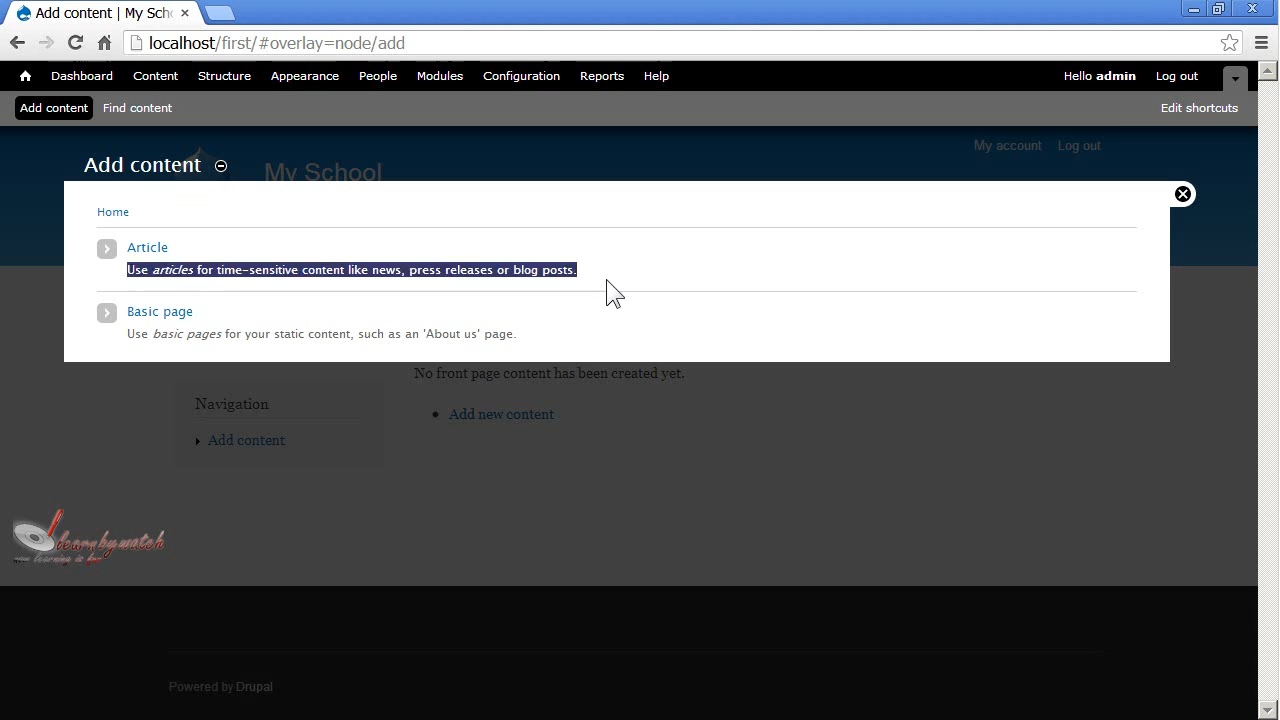 Add content | My Sch
localhost/first/#overlay=node/add
Dashboard Content Structure Appearance People Modules Configuration Reports Help Hello admin Log out
Add content Find content Edit shortcuts
My account Log out
Add content
My School
Home
Article
Use articles for time-sensitive content like news, press releases or blog posts.
Basic page
Use basic pages for your static content, such as an 'About us' page.
No front page content has been created yet.
Navigation
Add new content
Add content
learnbywatch
learning is
Powered by Drupal